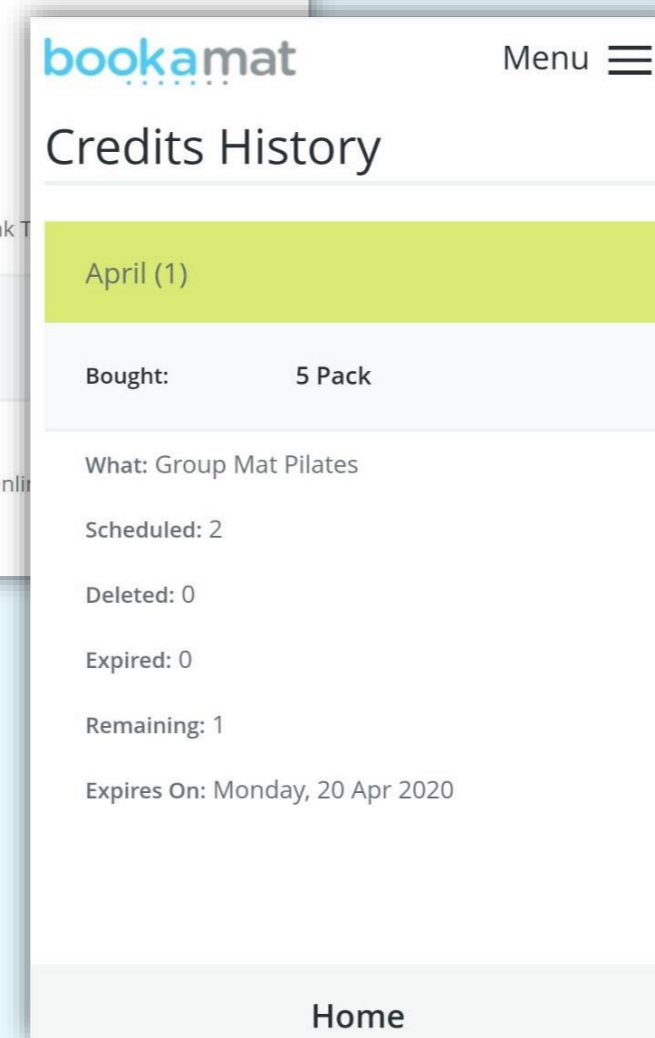 bookamat
Menu
Credits History
April (1)
Bought: 5 Pack
What: Group Mat Pilates
Scheduled: 2
Deleted: 0
Expired: 0
Remaining: 1
Expires On: Monday, 20 Apr 2020
Home